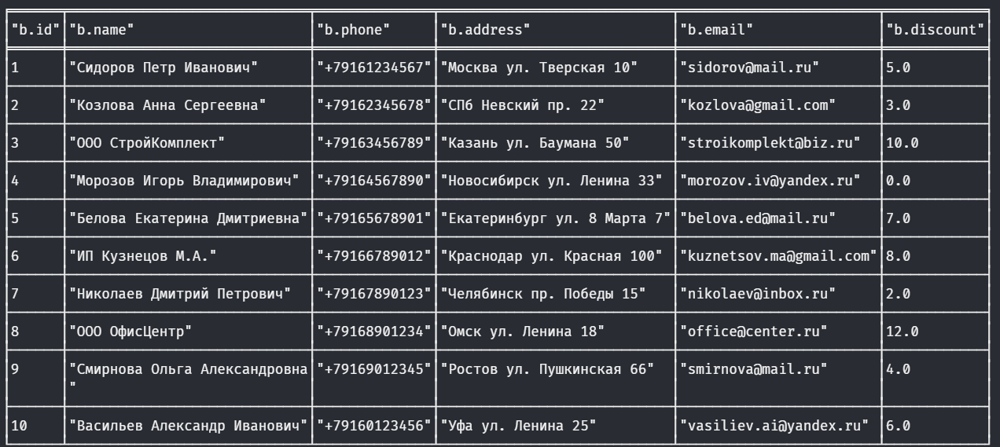 "b.id" "b.name" "b.phone" "b.address" "b.email" "b.discount"
1 "Сидоров Петр Иванович" "+79161234567" "Москва ул. Тверская 10" "sidorov@mail.ru" 5.0
2 "Козлова Анна Сергеевна" "+79162345678" "СПб Невский пр. 22" "kozlova@gmail.com" 3.0
3 "ООО СтройКомплект" "+79163456789" "Казань ул. Баумана 50" "stroikomplekt@biz.ru" 10.0
4 "Морозов Игорь Владимирович" "+79164567890" "Новосибирск ул. Ленина 33" "morozov.iv@yandex.ru" 0.0
5 "Белова Екатерина Дмитриевна" "+79165678901" "Екатеринбург ул. 8 Марта 7" "belova.ed@mail.ru" 7.0
6 "ИП Кузнецов М.А." "+79166789012" "Краснодар ул. Красная 100" "kuznetsov.ma@gmail.com" 8.0
7 "Николаев Дмитрий Петрович" "+79167890123" "Челябинск пр. Победы 15" "nikolaev@inbox.ru" 2.0
8 "ООО ОфисЦентр" "+79168901234" "Омск ул. Ленина 18" "office@center.ru" 12.0
9 "Смирнова Ольга Александровна "+79169012345" "Ростов ул. Пушкинская 66" "smirnova@mail.ru" 4.0
"
10 "Васильев Александр Иванович" "+79160123456" "Уфа ул. Ленина 25" "vasiliev.ai@yandex.ru" 6.0